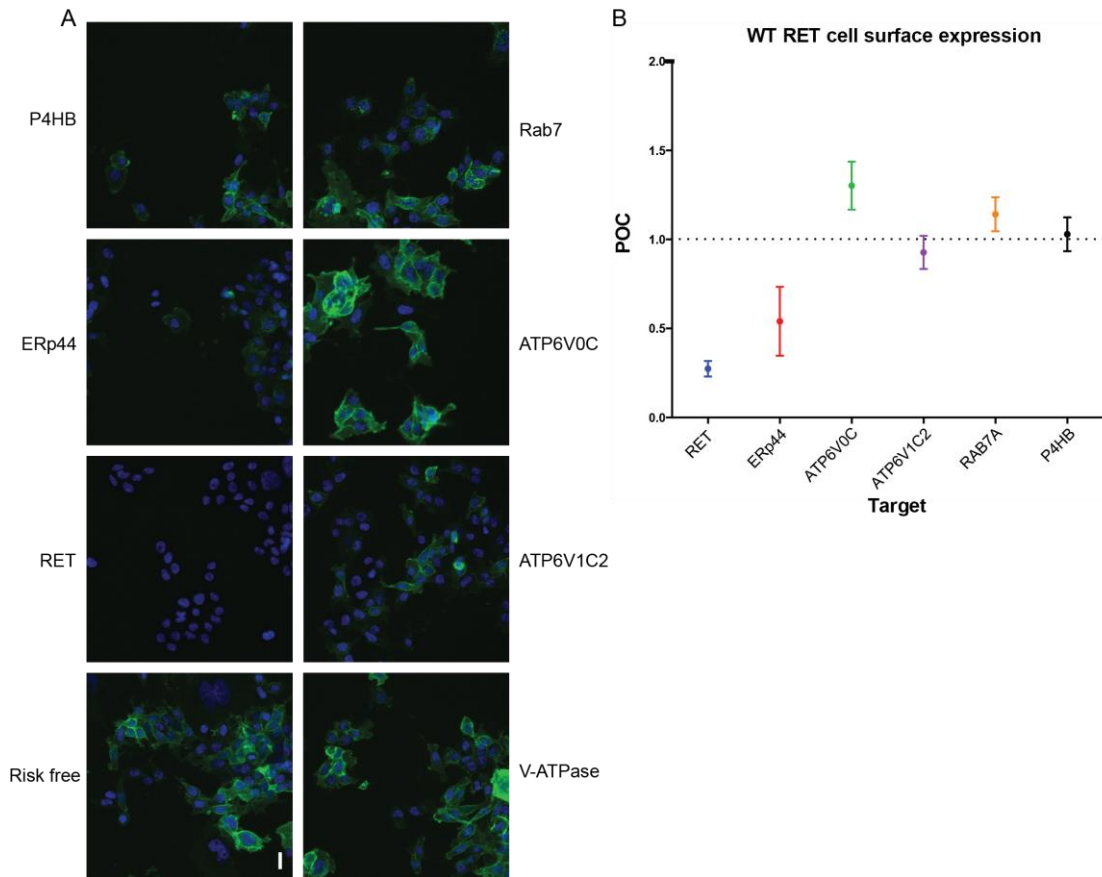 A
P4HB
Rab7
ERp44
ATP6V0C
RET
ATP6V1C2
Risk free
V-ATPase
B
WT RET cell surface expression
POC
2.0
1.5
1.0
0.5
0.0
RET
ERp44
ATP6V0C
ATP6V1C2
RAB7A
P4HB
Target